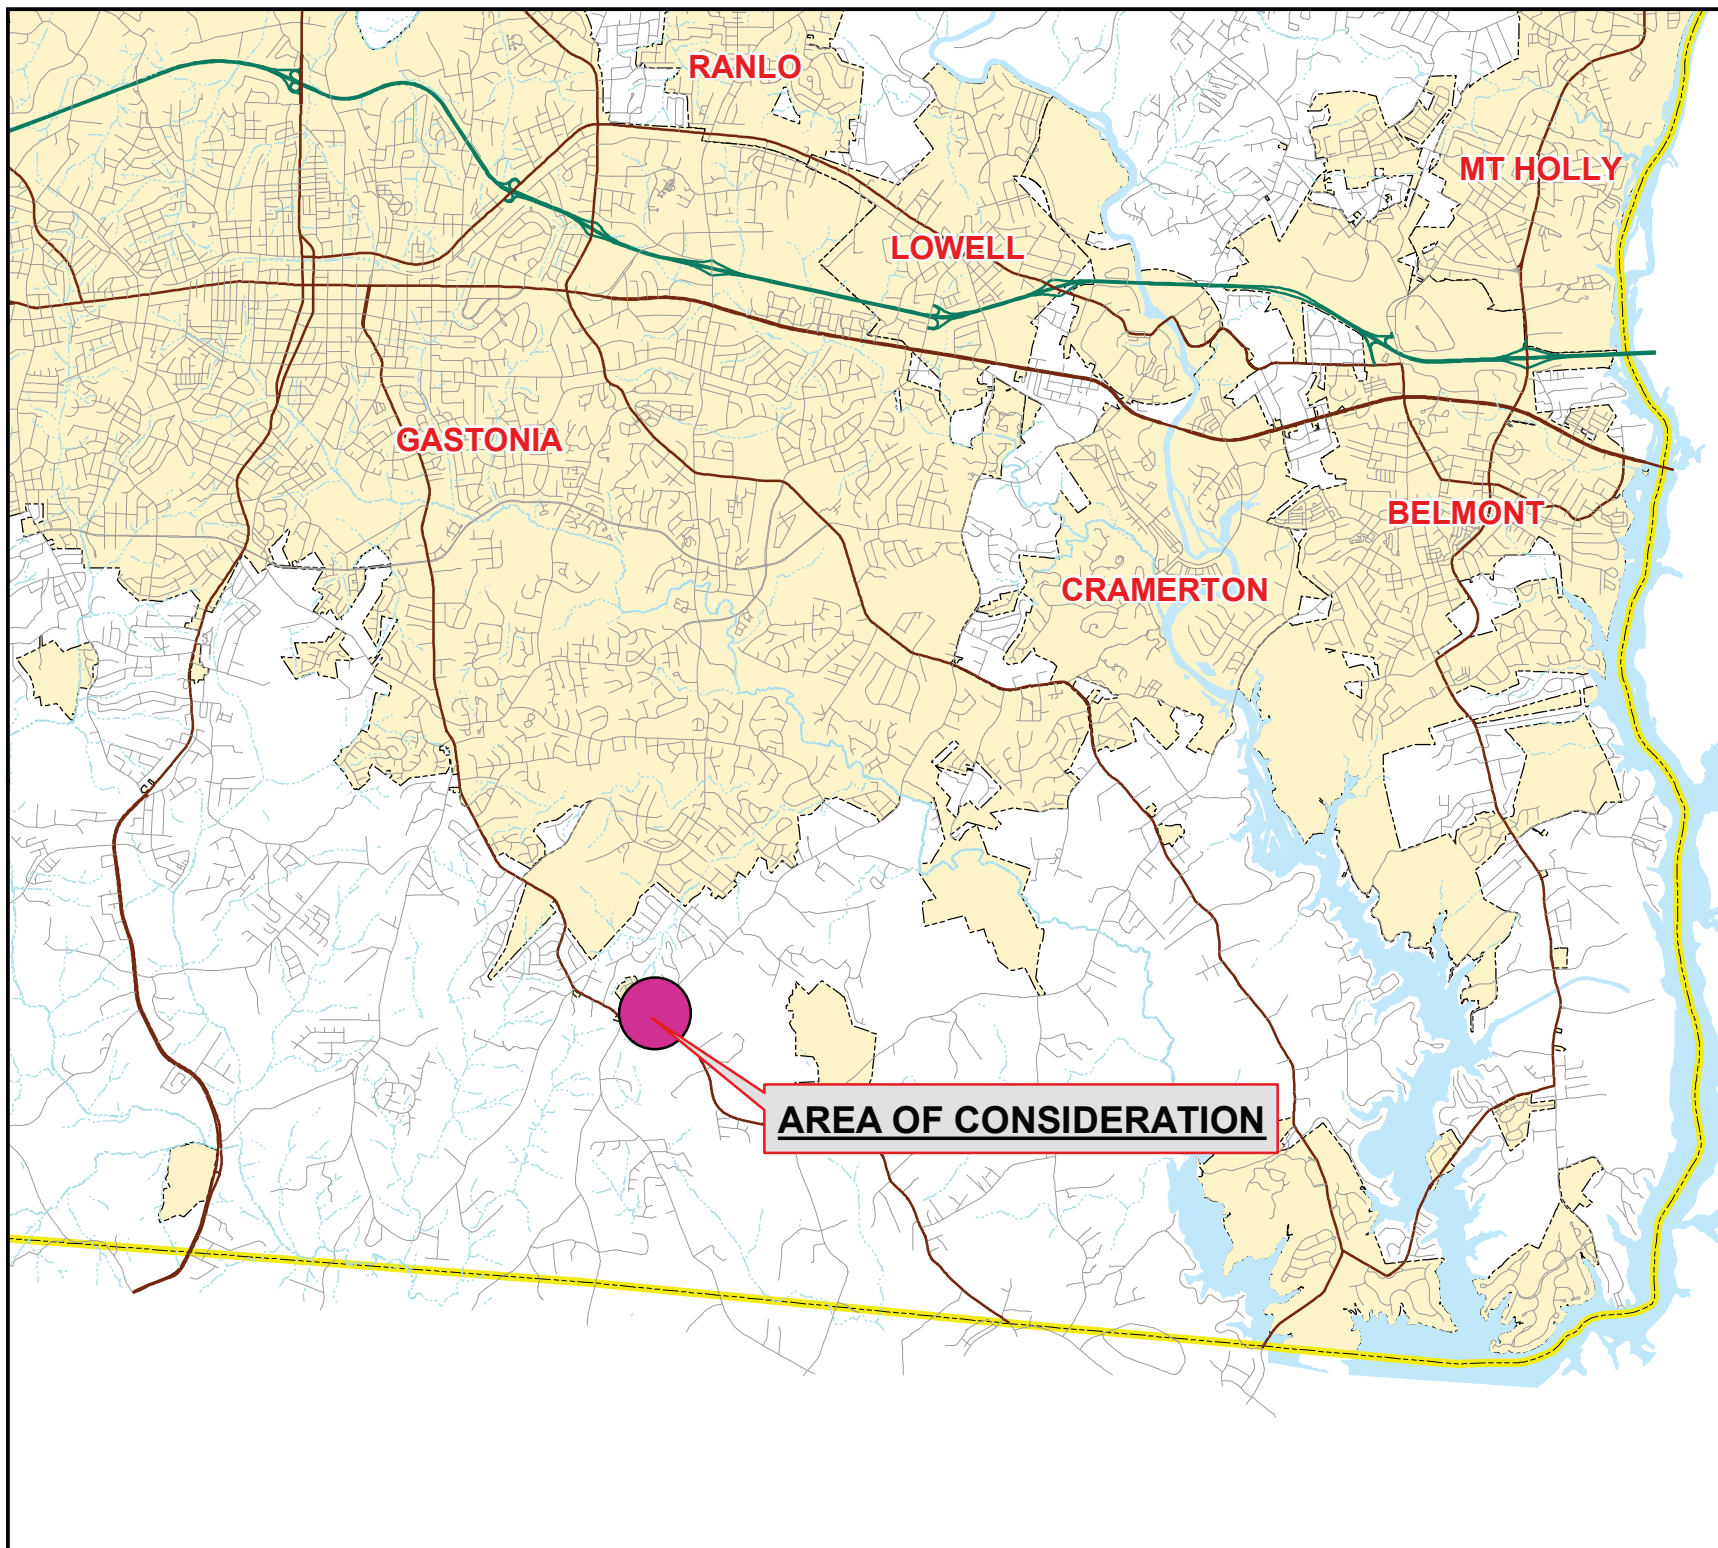 RANLO
MT HOLLY
LOWELL
GASTONIA
BELMONT
CRAMERTON
AREA OF CONSIDERATION